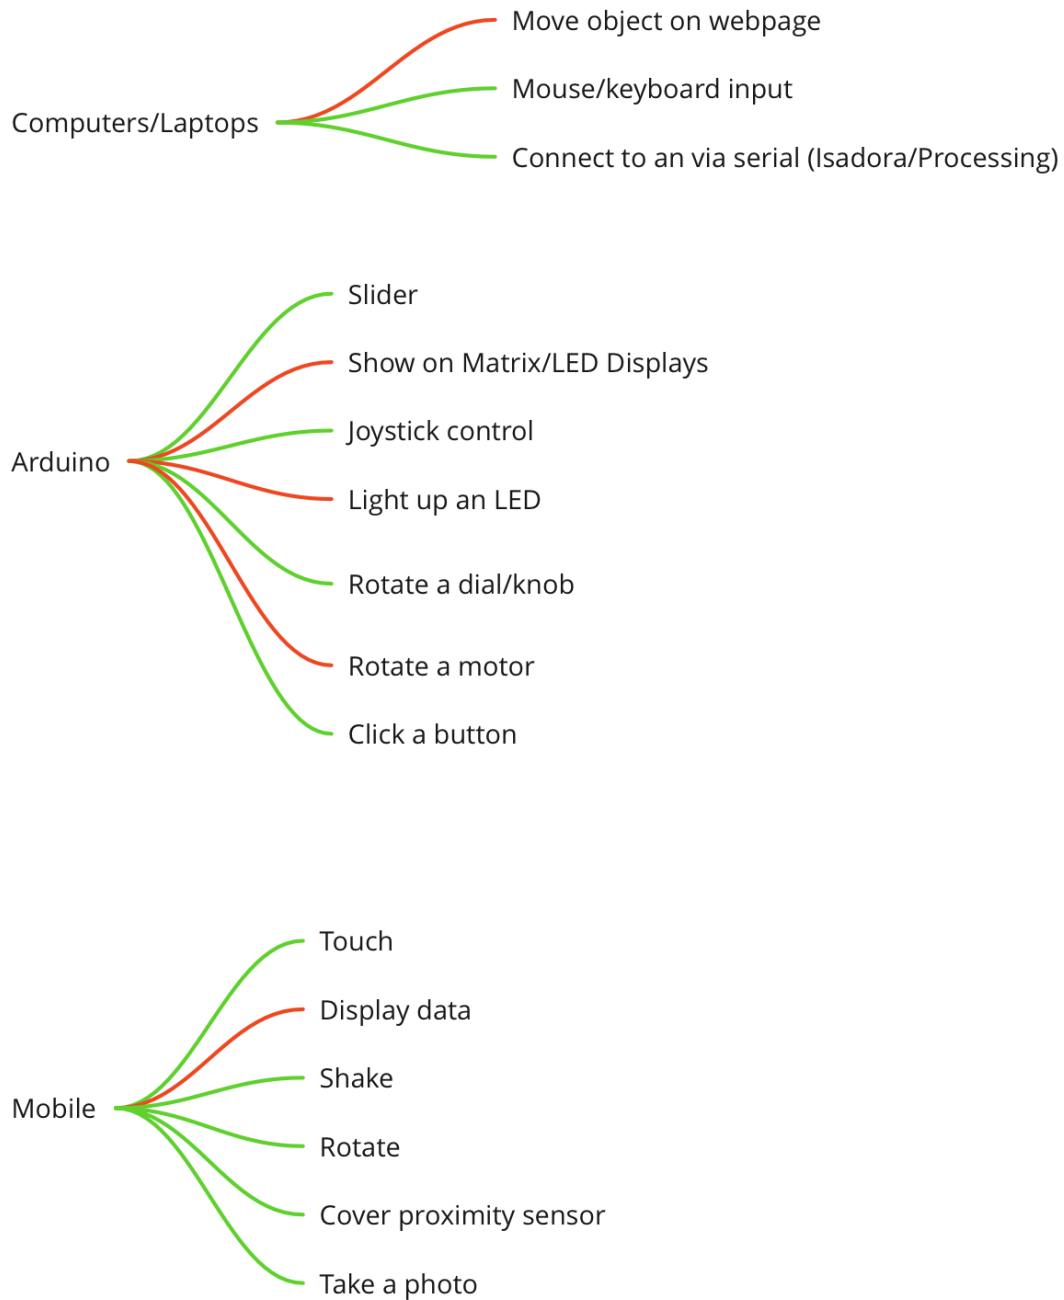 Computers/Laptops
Move object on webpage
Mouse/keyboard input
Connect to an via serial (Isadora/Processing)
Arduino
Slider
Show on Matrix/LED Displays
Joystick control
Light up an LED
Rotate a dial/knob
Rotate a motor
Click a button
Mobile
Touch
Display data
Shake
Rotate
Cover proximity sensor
Take a photo